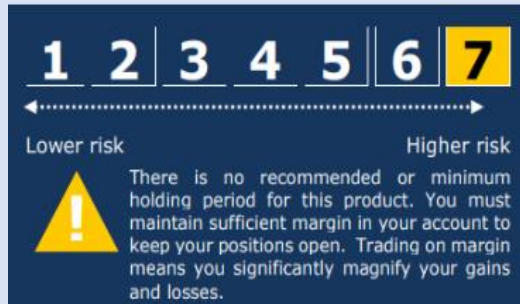 1 2 3 4 5 6 7
Lower risk Higher risk
!
There is no recommended or minimum
holding period for this product. You must
maintain sufficient margin in your account to
keep your positions open. Trading on margin
means you significantly magnify your gains
and losses.